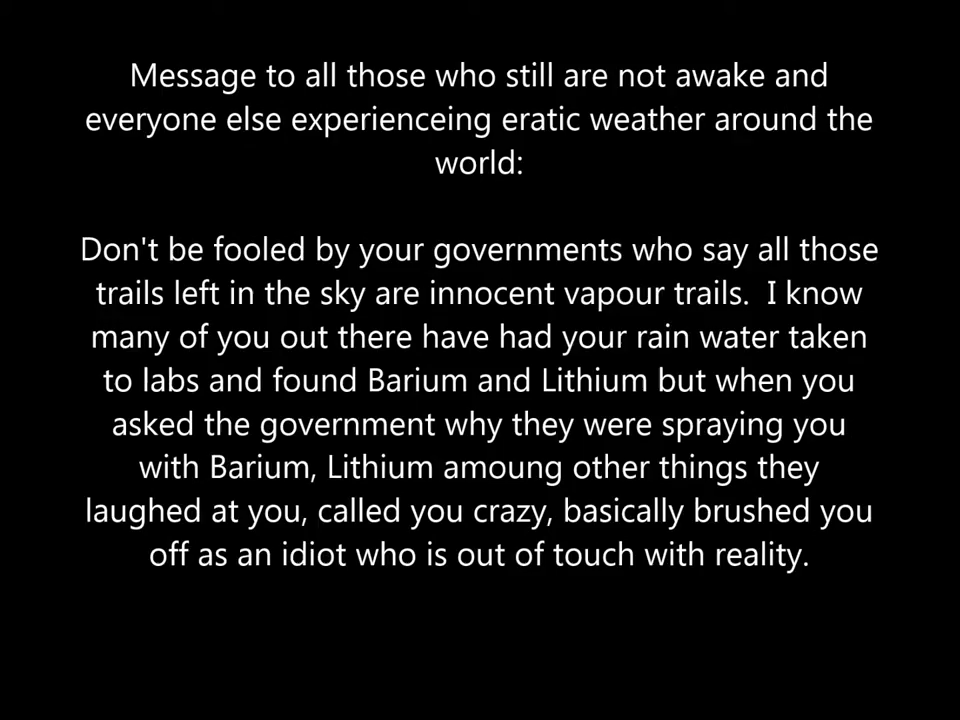 Message to all those who still are not awake and
everyone else experienceing eratic weather around the
world:
Don't be fooled by your governments who say all those
trails left in the sky are innocent vapour trails.  I know
many of you out there have had your rain water taken
to labs and found Barium and Lithium but when you
asked the government why they were spraying you
with Barium, Lithium amoung other things they
laughed at you, called you crazy, basically brushed you
off as an idiot who is out of touch with reality.